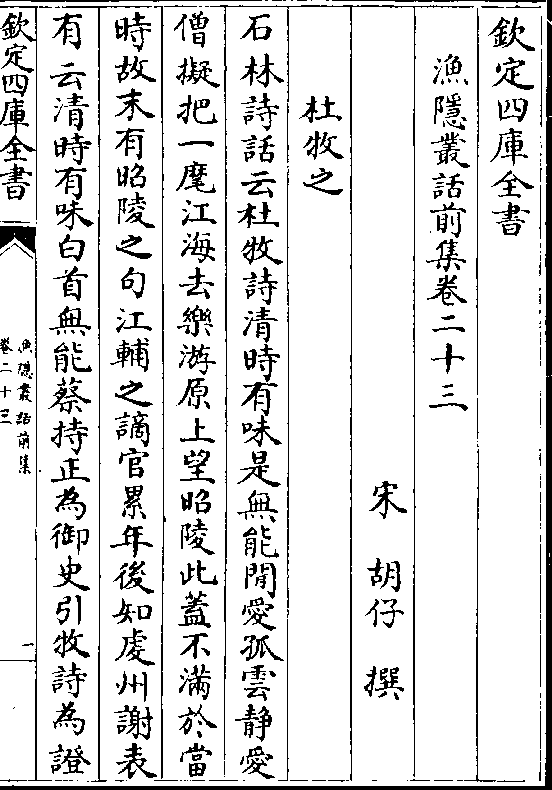 欽定四庫全書
漁隱叢話前集卷二十三
宋 胡仔 撰
杜牧之
石林詩話云杜牧詩清時有味是無能閒愛孤雲静愛
僧擬把一麾江海去樂游原上望昭陵此蓋不滿於當
時故末有昭陵之句江輔之謫官累年後知䖏州謝表
有云清時有味白首無能蔡持正為御史引牧詩為證
欽定四庫全書
漁隱叢話前集
卷二十三
一